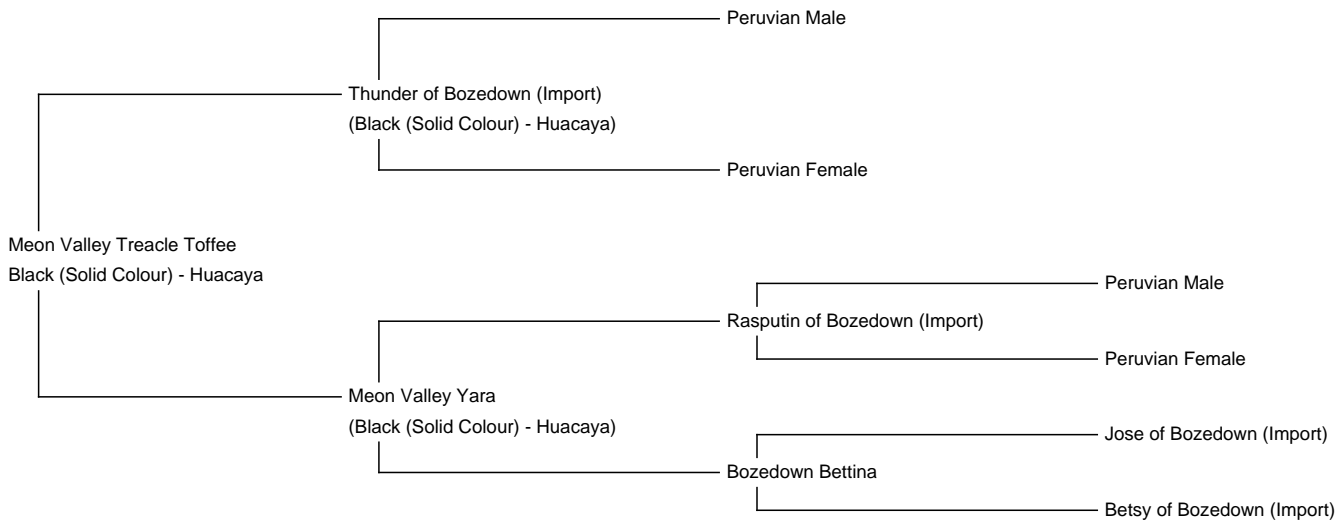 Peruvian Male
Thunder of Bozedown (Import)
(Black (Solid Colour) - Huacaya)
Peruvian Female
Meon Valley Treacle Toffee
Black (Solid Colour) - Huacaya
Peruvian Male
Rasputin of Bozedown (Import)
Peruvian Female
Meon Valley Yara
(Black (Solid Colour) - Huacaya)
Jose of Bozedown (Import)
Bozedown Bettina
Betsy of Bozedown (Import)